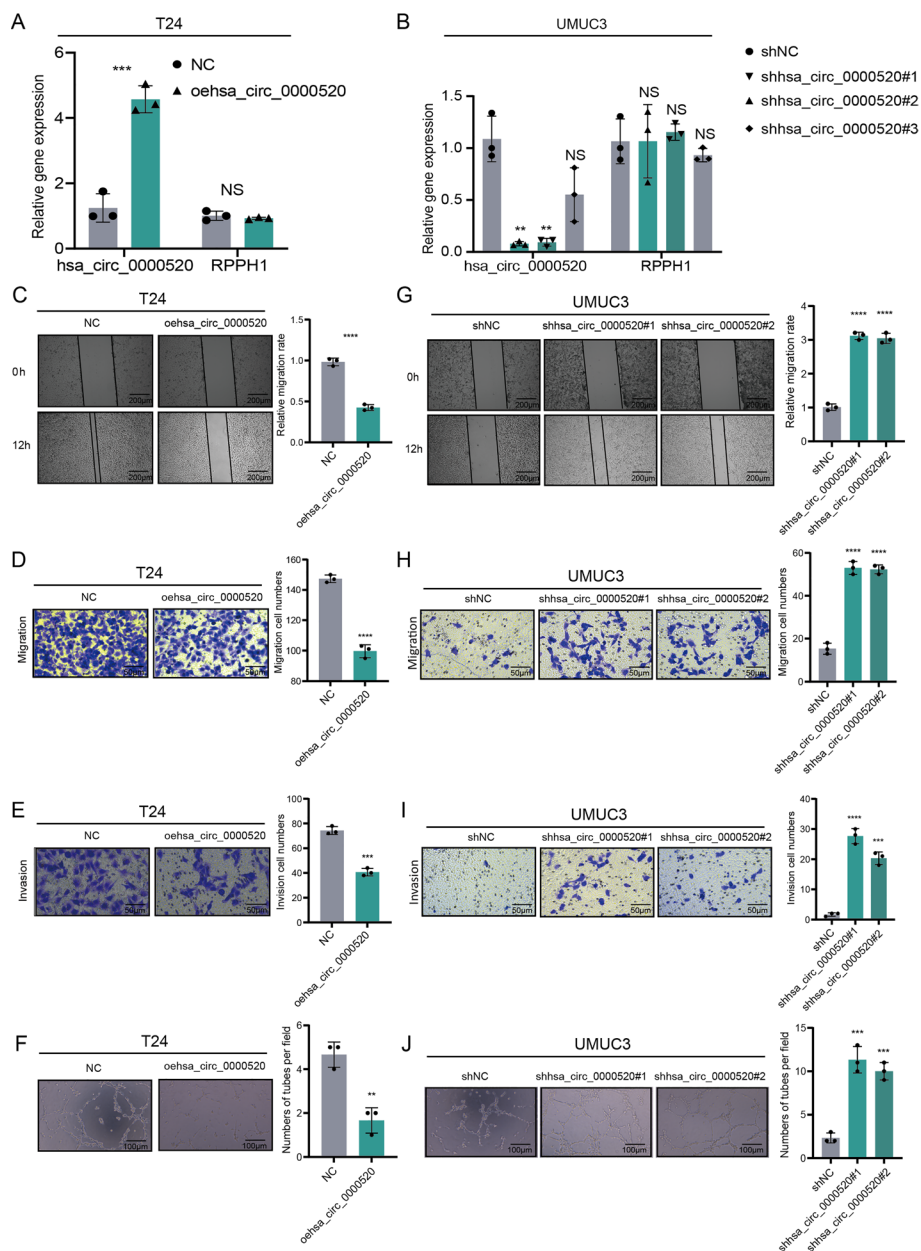 A
T24
Relative gene expression
6
4
2
0
***
NS
NC
oehsa_circ_0000520
hsa_circ_0000520
RPPH1
B
UMUC3
Relative gene expression
1.5
1.0
0.5
0.0
**
**
NS
NS
NS
NS
hsa_circ_0000520
RPPH1
shNC
shhsa_circ_0000520#1
shhsa_circ_0000520#2
shhsa_circ_0000520#3
C
T24
NC
oehsa_circ_0000520
0h
200μm
200μm
12h
200μm
200μm
Relative migration rate
1.5
1.0
0.5
0.0
****
NC
oehsa_circ_0000520
G
UMUC3
shNC
shhsa_circ_0000520#1
shhsa_circ_0000520#2
0h
200μm
200μm
200μm
12h
200μm
200μm
200μm
Relative migration rate
4
3
2
1
0
****
****
shNC
shhsa_circ_0000520#1
shhsa_circ_0000520#2
D
T24
NC
oehsa_circ_0000520
Migration
50μm
50μm
Migration cell numbers
160
140
120
100
80
****
NC
oehsa_circ_0000520
H
UMUC3
shNC
shhsa_circ_0000520#1
shhsa_circ_0000520#2
Migration
50μm
50μm
50μm
Migration cell numbers
60
40
20
0
****
****
shNC
shhsa_circ_0000520#1
shhsa_circ_0000520#2
E
T24
NC
oehsa_circ_0000520
Invasion
50μm
50μm
Invision cell numbers
100
80
60
40
20
0
***
NC
oehsa_circ_0000520
I
UMUC3
shNC
shhsa_circ_0000520#1
shhsa_circ_0000520#2
Invasion
50μm
50μm
50μm
Invision cell numbers
40
30
20
10
0
****
***
shNC
shhsa_circ_0000520#1
shhsa_circ_0000520#2
F
T24
NC
oehsa_circ_0000520
100μm
100μm
Numbers of tubes per field
6
4
2
0
**
NC
oehsa_circ_0000520
J
UMUC3
shNC
shhsa_circ_0000520#1
shhsa_circ_0000520#2
100μm
100μm
100μm
Numbers of tubes per field
15
10
5
0
***
***
shNC
shhsa_circ_0000520#1
shhsa_circ_0000520#2